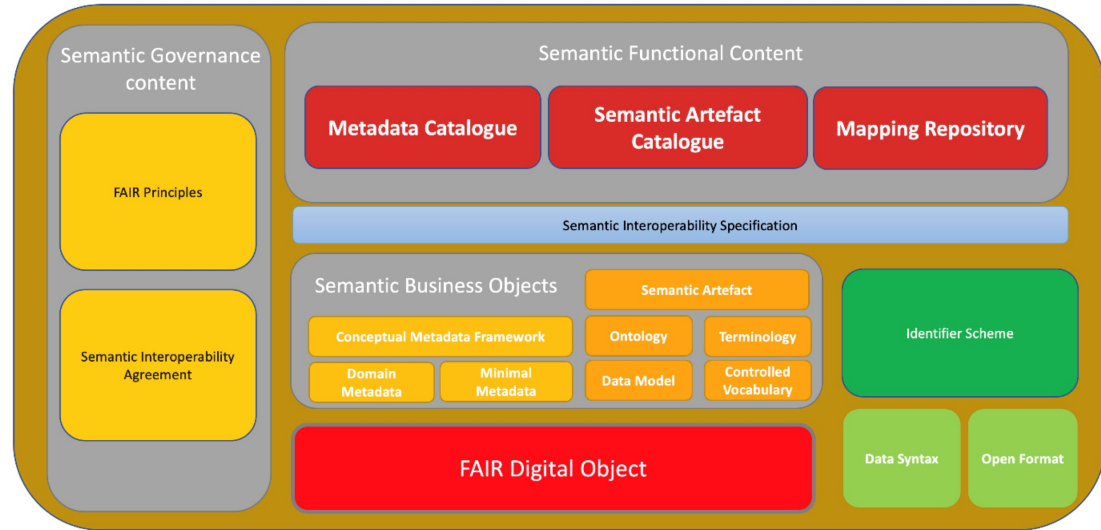 Semantic Governance
content
FAIR Principles
Semantic Interoperability
Agreement
Semantic Functional Content
Metadata Catalogue
Semantic Artefact
Catalogue
Mapping Repository
Semantic Interoperability Specification
Semantic Business Objects
Semantic Artefact
Conceptual Metadata Framework
Ontology
Terminology
Domain
Metadata
Minimal
Metadata
Data Model
Controlled
Vocabulary
Identifier Scheme
FAIR Digital Object
Data Syntax
Open Format